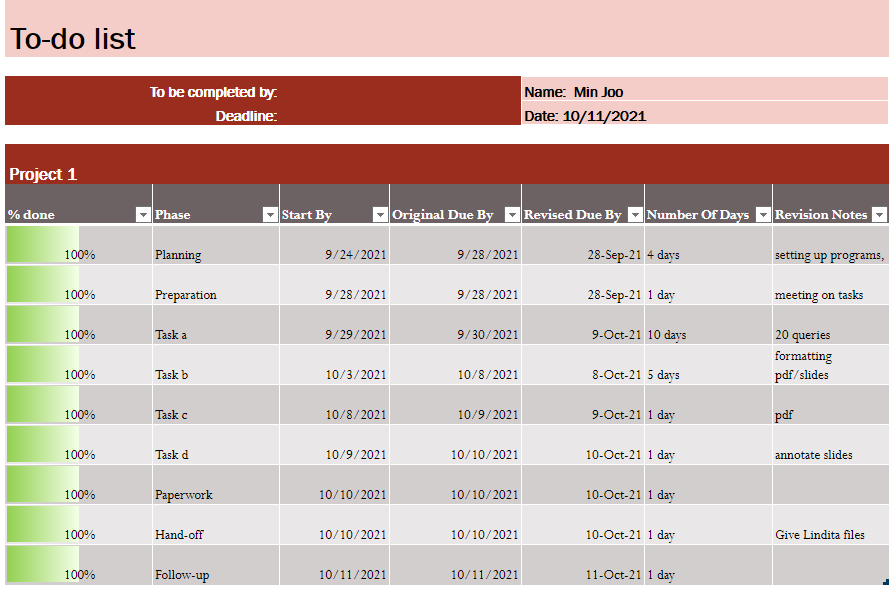 To-do list
To be completed by: Name: Min Joo
Deadline: Date: 10/11/2021
Project 1
% done Phase Start By Original Due By Revised Due By Number Of Days Revision Notes
100% Planning 9/24/2021 9/28/2021 28-Sep-21 4 days setting up programs,
100% Preparation 9/28/2021 9/28/2021 28-Sep-21 1 day meeting on tasks
100% Task a 9/29/2021 9/30/2021 9-Oct-21 10 days 20 queries
formatting
100% Task b 10/3/2021 10/8/2021 8-Oct-21 5 days pdf/slides
100% Task c 10/8/2021 10/9/2021 9-Oct-21 1 day pdf
100% Task d 10/9/2021 10/10/2021 10-Oct-21 1 day annotate slides
100% Paperwork 10/10/2021 10/10/2021 10-Oct-21 1 day
100% Hand-off 10/10/2021 10/10/2021 10-Oct-21 1 day Give Lindita files
100% Follow-up 10/11/2021 10/11/2021 11-Oct-21 1 day